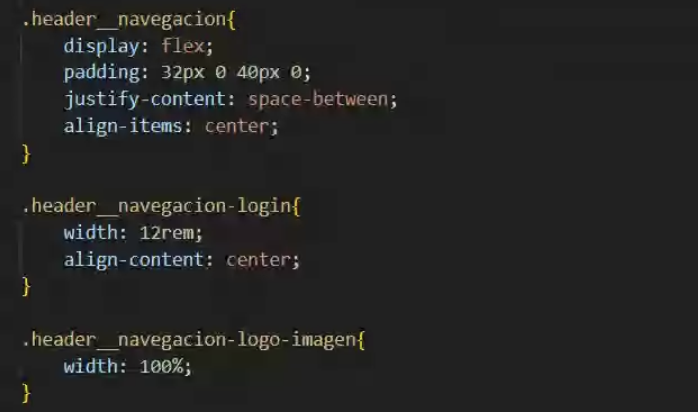 .header__navegacion{
    display: flex;
    padding: 32px 0 40px 0;
    justify-content: space-between;
    align-items: center;
}

.header__navegacion-login{
    width: 12rem;
    align-content: center;
}

.header__navegacion-logo-imagen{
    width: 100%;
}